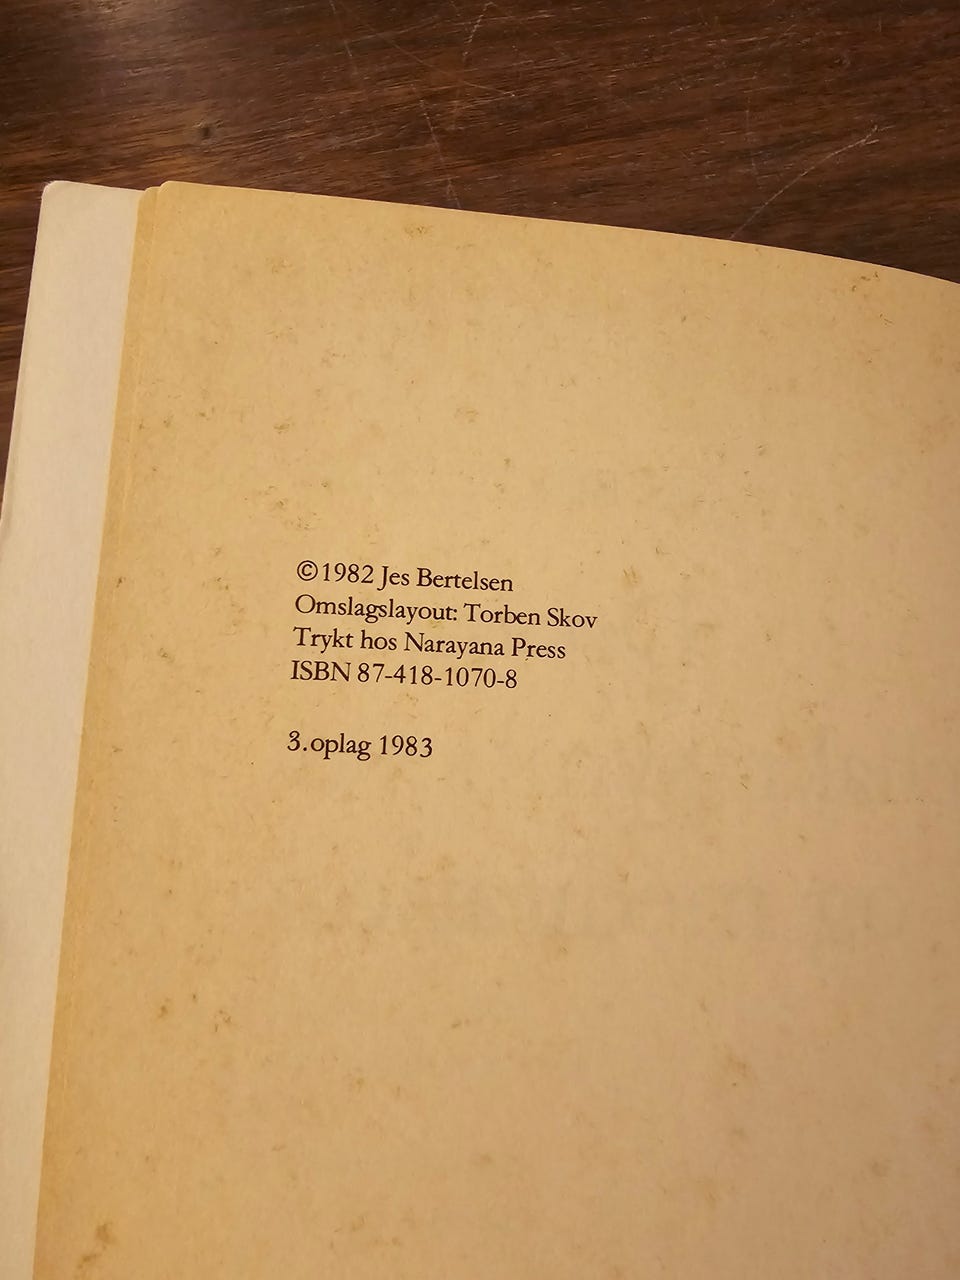 ©1982 Jes Bertelsen
Omslagslayout: Torben Skov
Trykt hos Narayana Press
ISBN 87-418-1070-8
3.oplag 1983